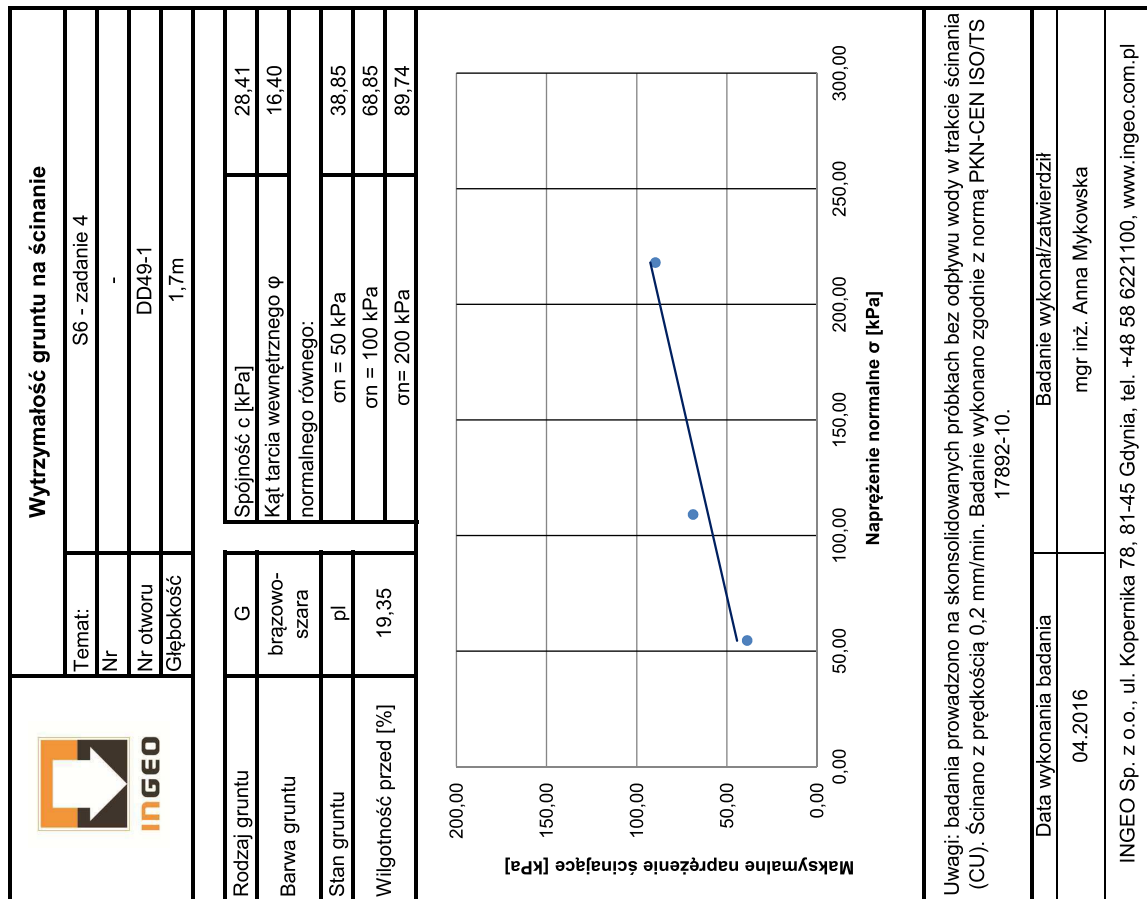 INGEO
Wytrzymałość gruntu na ścinanie
Temat: S6 - zadanie 4
Nr -
Nr otworu DD49-1
Głębokość 1,7m
Rodzaj gruntu G
Barwa gruntu brązowo-
szara
Stan gruntu pl
Wilgotność przed [%] 19,35
Spójność c [kPa] 28,41
Kąt tarcia wewnętrznego φ 16,40
normalnego równego:
σn = 50 kPa 38,85
σn = 100 kPa 68,85
σn= 200 kPa 89,74
Maksymalne naprężenie ścinające [kPa]
200,00
150,00
100,00
50,00
0,00
0,00 50,00 100,00 150,00 200,00 250,00 300,00
Naprężenie normalne σ [kPa]
Uwagi: badania prowadzono na skonsolidowanych próbkach bez odpływu wody w trakcie ścinania
(CU). Ścinano z prędkością 0,2 mm/min. Badanie wykonano zgodnie z normą PKN-CEN ISO/TS
17892-10.
Data wykonania badania Badanie wykonał/zatwierdził
04.2016 mgr inż. Anna Mykowska
INGEO Sp. z o.o., ul. Kopernika 78, 81-45 Gdynia, tel. +48 58 6221100, www.ingeo.com.pl